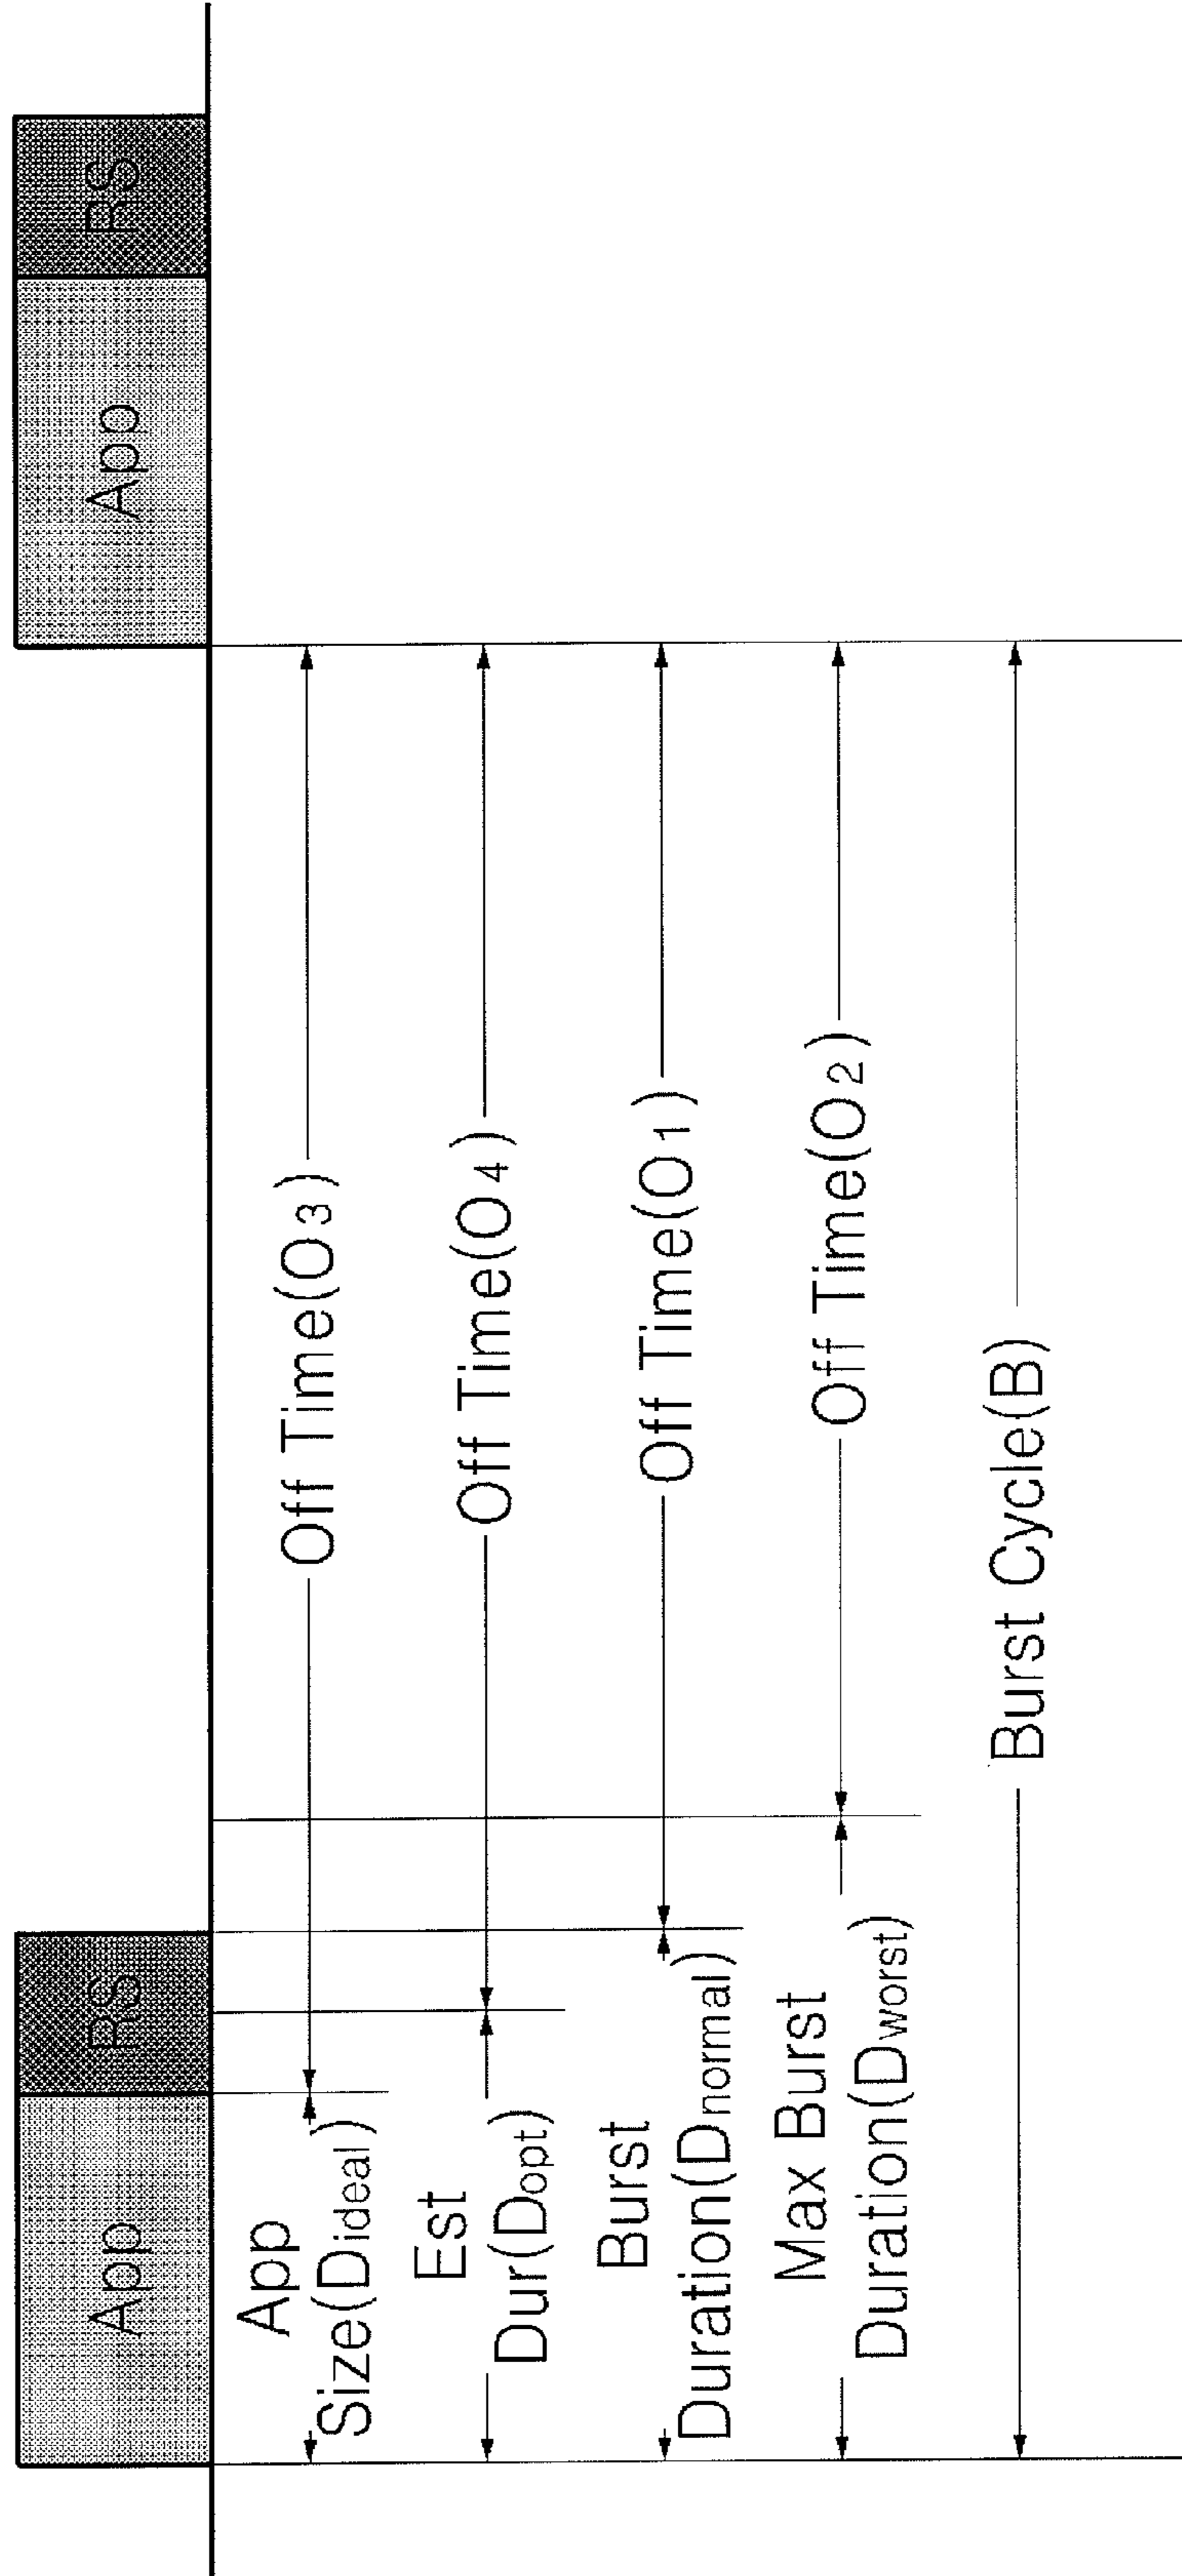 App
RS
App
RS
App
Size(Dideal)
Off Time(O3)
Est
Dur(Dopt)
Off Time(O4)
Burst
Duration(Dnormal)
Off Time(O1)
Max Burst
Duration(Dworst)
Off Time(O2)
Burst Cycle(B)